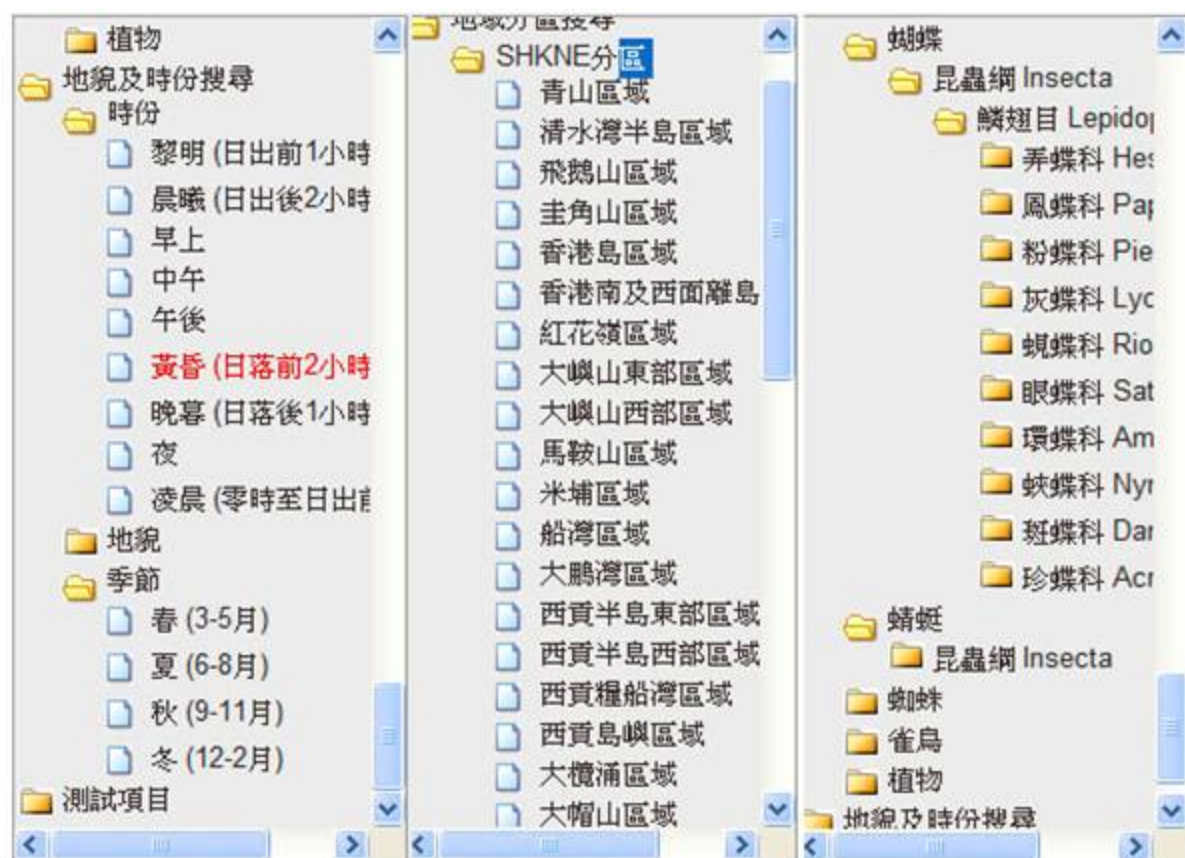 植物
地貌及時份搜尋
時份
黎明 (日出前1小時
晨曦 (日出後2小時
早上
中午
午後
黃昏 (日落前2小時
晚暮 (日落後1小時
夜
凌晨 (零時至日出前
地貌
季節
春 (3-5月)
夏 (6-8月)
秋 (9-11月)
冬 (12-2月)
測試項目
地域分區搜尋
SHKNE分區
青山區域
清水灣半島區域
飛鵝山區域
圭角山區域
香港島區域
香港南及西面離島
紅花嶺區域
大嶼山東部區域
大嶼山西部區域
馬鞍山區域
米埔區域
船灣區域
大鵬灣區域
西貢半島東部區域
西貢半島西部區域
西貢糧船灣區域
西貢島嶼區域
大欖涌區域
大帽山區域
蝴蝶
昆蟲綱 Insecta
鱗翅目 Lepidop
弄蝶科 Hes
鳳蝶科 Pap
粉蝶科 Pie
灰蝶科 Lyc
蜆蝶科 Rio
眼蝶科 Sat
環蝶科 Am
蛺蝶科 Nyr
斑蝶科 Dar
珍蝶科 Acr
蜻蜓
昆蟲綱 Insecta
蜘蛛
雀鳥
植物
地貌及時份搜尋